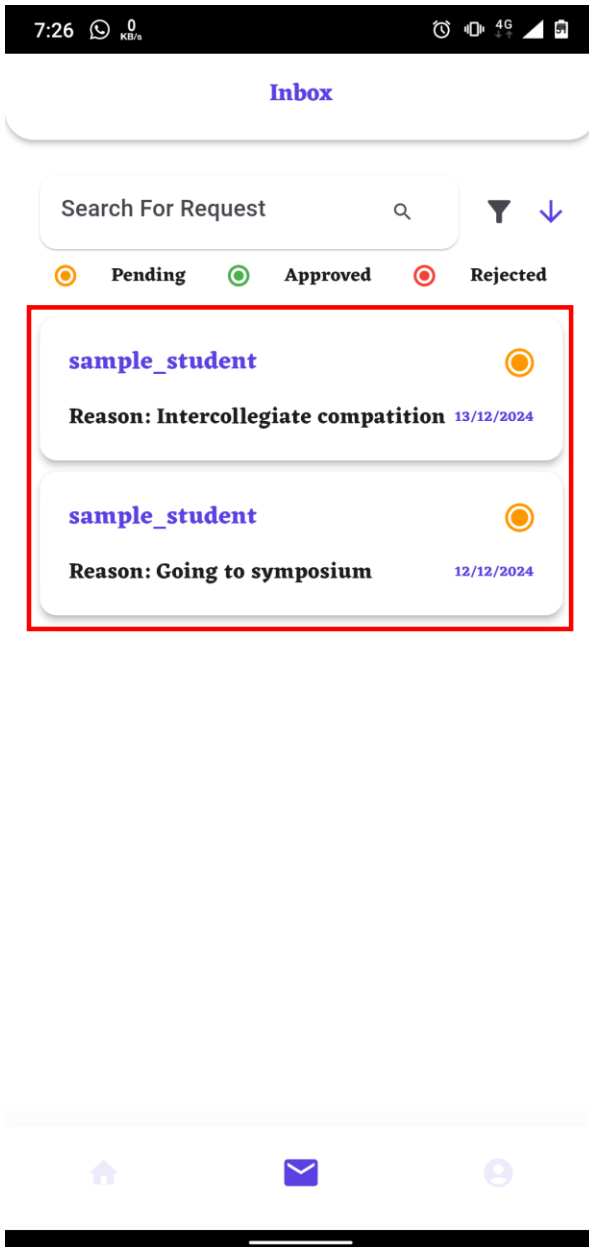 7:26 0 KB/s 4G 51
Inbox
Search For Request
Pending Approved Rejected
sample_student
Reason: Intercollegiate compatition 13/12/2024
sample_student
Reason: Going to symposium 12/12/2024